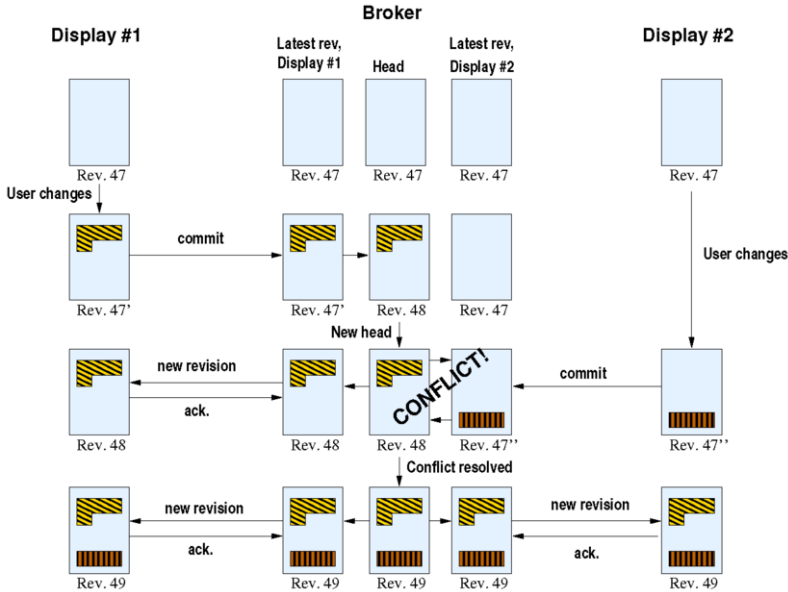 Broker
Display #1
Display #2
Latest rev,
Display #1
Head
Latest rev,
Display #2
Rev. 47
Rev. 47
Rev. 47
Rev. 47
Rev. 47
User changes
commit
User changes
Rev. 47'
Rev. 47'
Rev. 48
Rev. 47
New head
new revision
ack.
CONFLICT!
commit
Rev. 48
Rev. 48
Rev. 48
Rev. 47''
Rev. 47''
Conflict resolved
new revision
ack.
new revision
ack.
Rev. 49
Rev. 49
Rev. 49
Rev. 49
Rev. 49